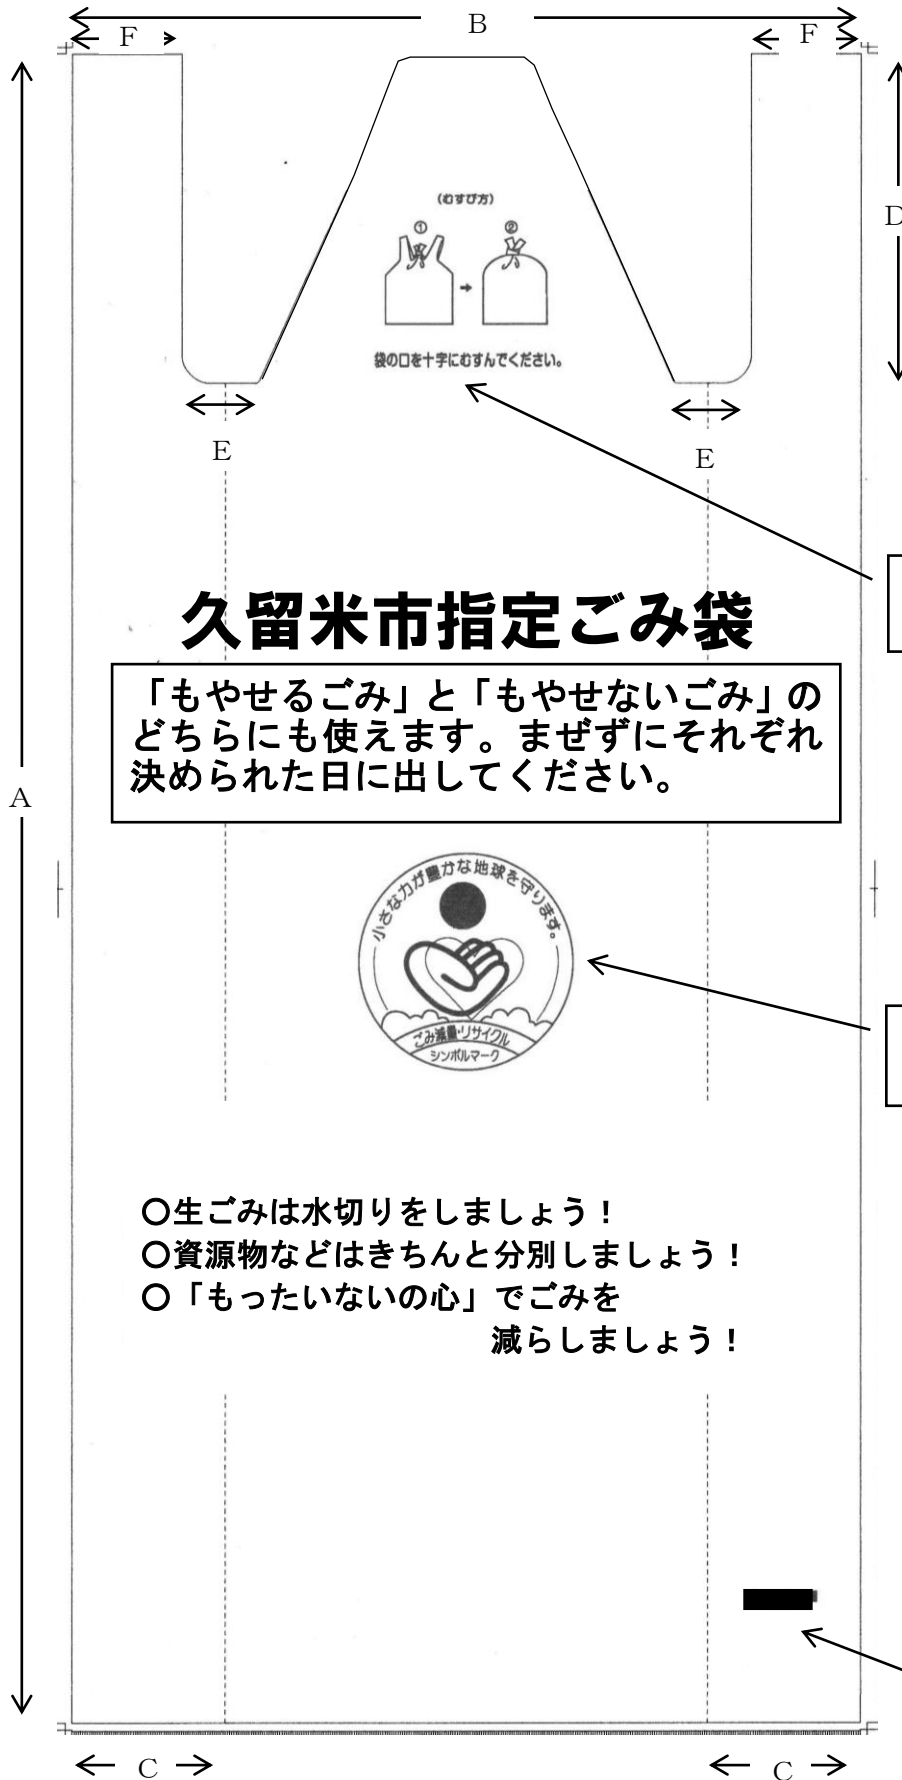 B
F
F
D
(むすび方)
① ②
袋の口を十字にむすんでください。
E
E
久留米市指定ごみ袋
「もやせるごみ」と「もやせないごみ」の
どちらにも使えます。まぜずにそれぞれ
決められた日に出してください。
A
小さな力が豊かな地球を守ります。
ごみ減量・リサイクル
シンボルマーク
○生ごみは水切りをしましょう!
○資源物などはきちんと分別しましょう!
○「もったいないの心」でごみを
減らしましょう!
C
C